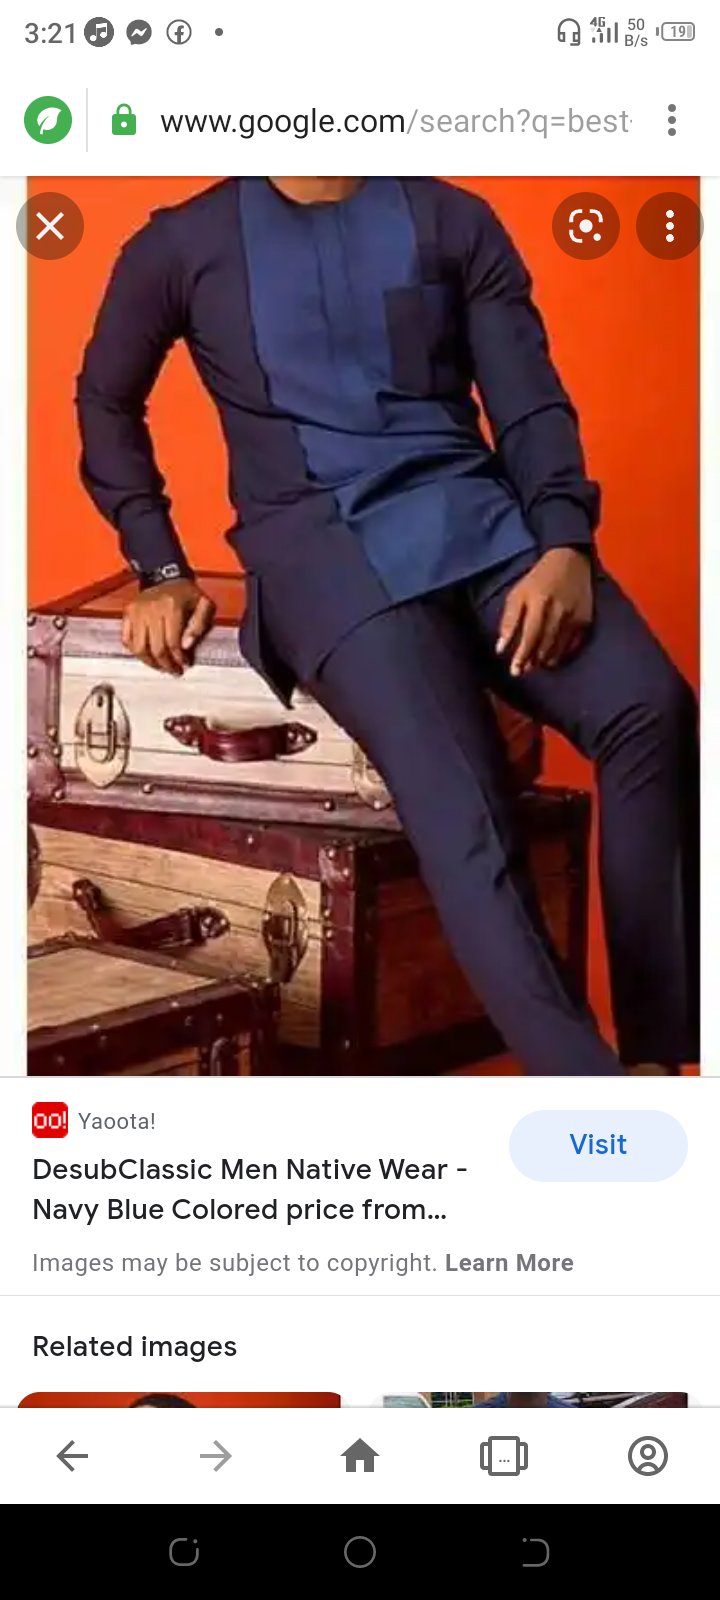 3:21
4G
50
B/s
19
www.google.com/search?q=best
oo!
Yaoota!
Visit
DesubClassic Men Native Wear -
Navy Blue Colored price from...
Images may be subject to copyright. Learn More
Related images
...